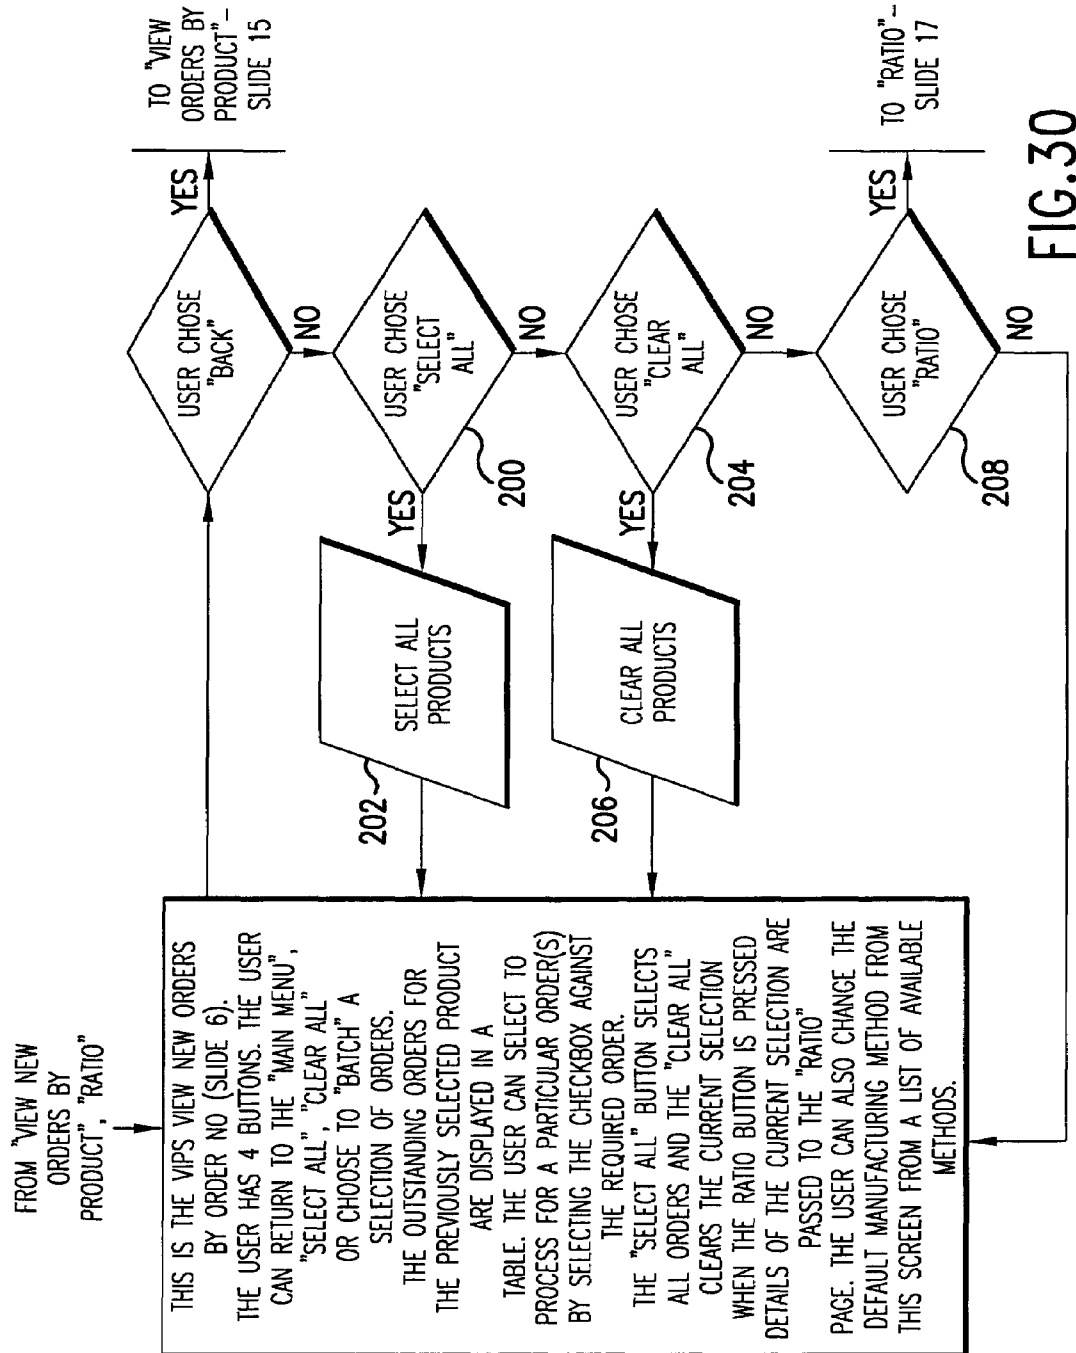 FROM "VIEW NEW
ORDERS BY
PRODUCT", "RATIO"
THIS IS THE VIPS VIEW NEW ORDERS
BY ORDER NO (SLIDE 6).
THE USER HAS 4 BUTTONS. THE USER
CAN RETURN TO THE "MAIN MENU",
"SELECT ALL", "CLEAR ALL"
OR CHOOSE TO "BATCH" A
SELECTION OF ORDERS.
THE OUTSTANDING ORDERS FOR
THE PREVIOUSLY SELECTED PRODUCT
ARE DISPLAYED IN A
TABLE. THE USER CAN SELECT TO
PROCESS FOR A PARTICULAR ORDER(S)
BY SELECTING THE CHECKBOX AGAINST
THE REQUIRED ORDER.
THE "SELECT ALL" BUTTON SELECTS
ALL ORDERS AND THE "CLEAR ALL"
CLEARS THE CURRENT SELECTION
WHEN THE RATIO BUTTON IS PRESSED
DETAILS OF THE CURRENT SELECTION ARE
PASSED TO THE "RATIO"
PAGE. THE USER CAN ALSO CHANGE THE
DEFAULT MANUFACTURING METHOD FROM
THIS SCREEN FROM A LIST OF AVAILABLE
METHODS.
USER CHOSE
"BACK"
YES
TO "VIEW
ORDERS BY
PRODUCT"-
SLIDE 15
NO
USER CHOSE
"SELECT
ALL"
200
YES
SELECT ALL
PRODUCTS
202
NO
USER CHOSE
"CLEAR
ALL"
204
YES
CLEAR ALL
PRODUCTS
206
NO
USER CHOSE
"RATIO"
208
YES
TO "RATIO"-
SLIDE 17
NO
FIG.30